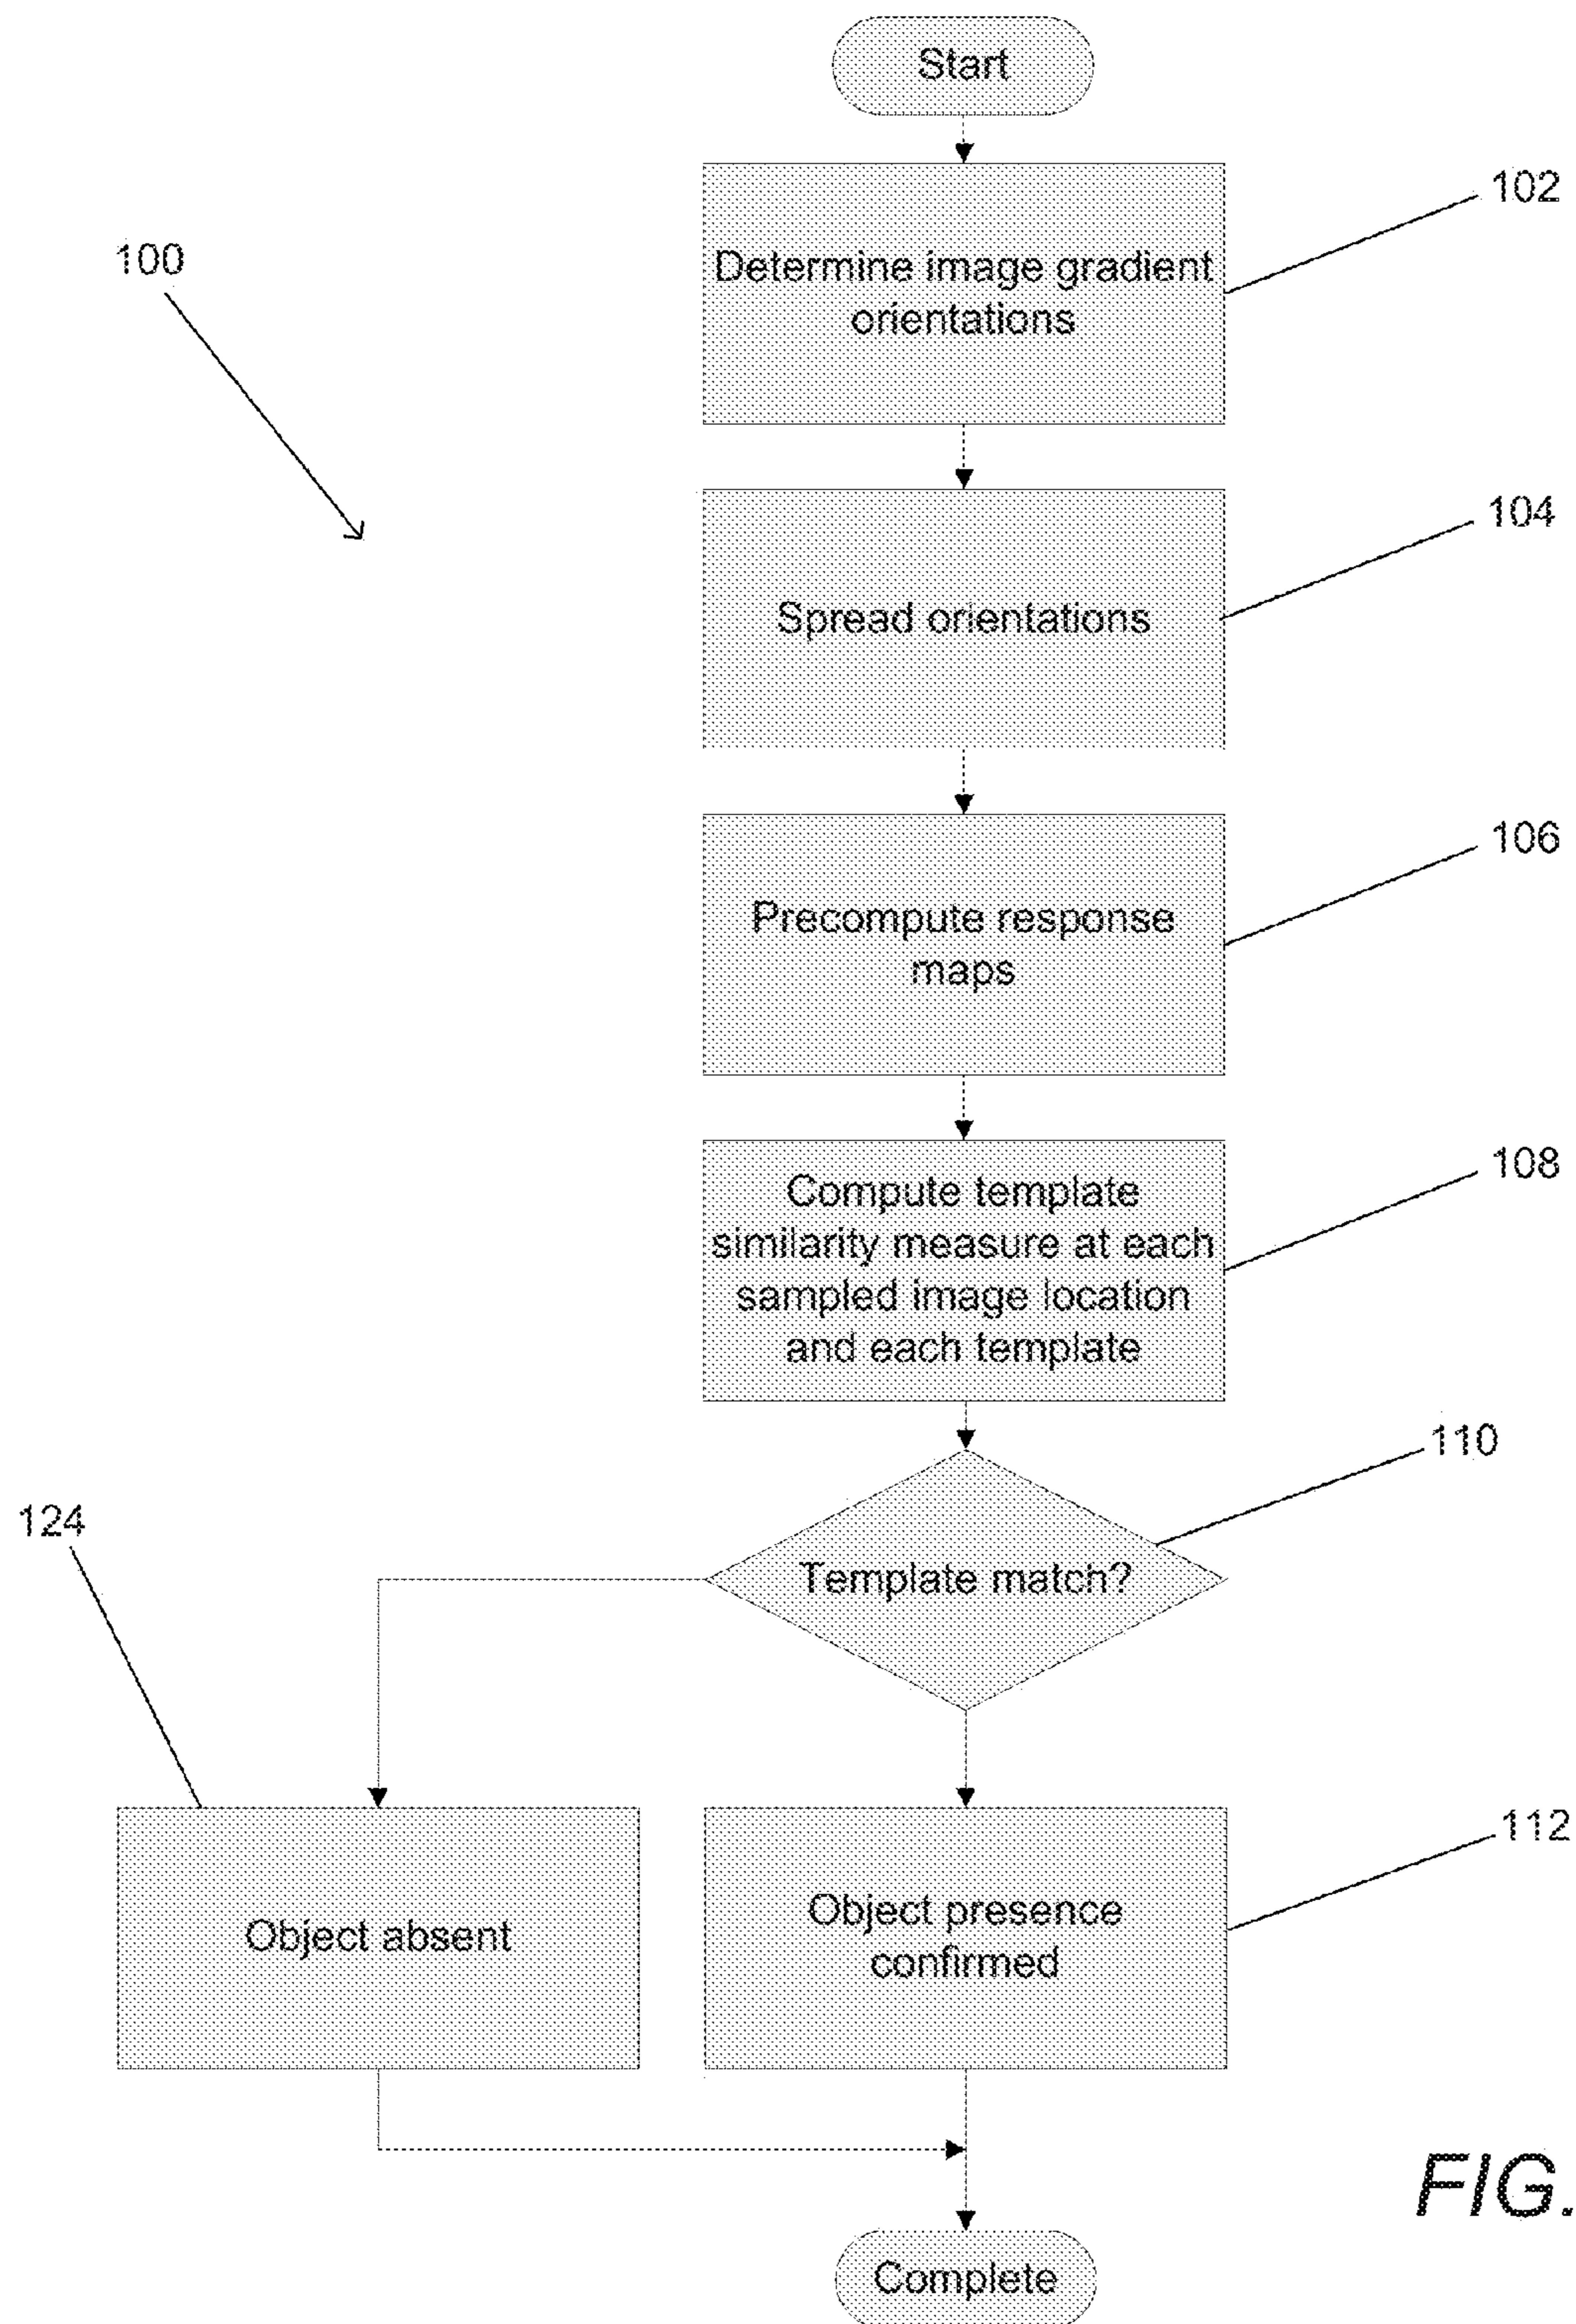 Start
102
Determine image gradient
orientations
100
104
Spread orientations
106
Precompute response
maps
108
Compute template
similarity measure at each
sampled image location
and each template
110
Template match?
124
112
Object absent
Object presence
confirmed
FIG.
Complete